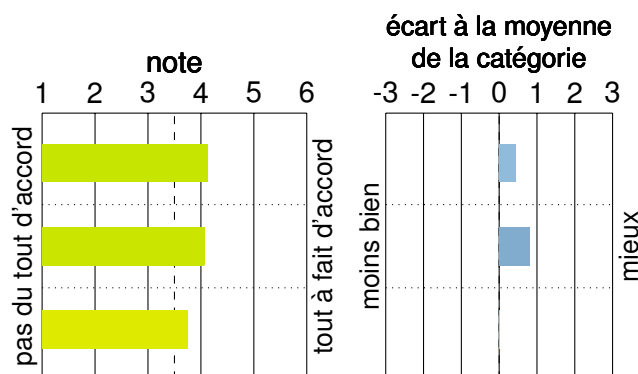 note
1 2 3 4 5 6
pas du tout d'accord
tout à fait d'accord
écart à la moyenne
de la catégorie
-3 -2 -1 0 1 2 3
moins bien
mieux